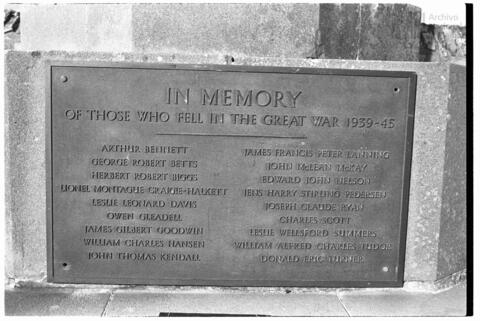 Archivo
IN MEMORY
OF THOSE WHO FELL IN THE GREAT WAR 1939-45
ARTHUR BENNETT
GEORGE ROBERT BETTS
HERBERT ROBERT BIGGS
LIONEL MONTAGUE CRAIGIE-HALKETT
LESLIE LEONARD DAVIS
OWEN GLEADELL
JAMES GILBERT GOODWIN
WILLIAM CHARLES HANSEN
JOHN THOMAS KENDALL
JAMES FRANCIS PETER LANNING
JOHN McLEAN McKAY
EDWARD JOHN NELSON
JENS HARRY STIRLING PEDERSEN
JOSEPH CLAUDE RYAN
CHARLES SCOTT
LESLIE WELLSFORD SUMMERS
WILLIAM ALFRED CHARLES TUDOR
DONALD ERIC TURNER